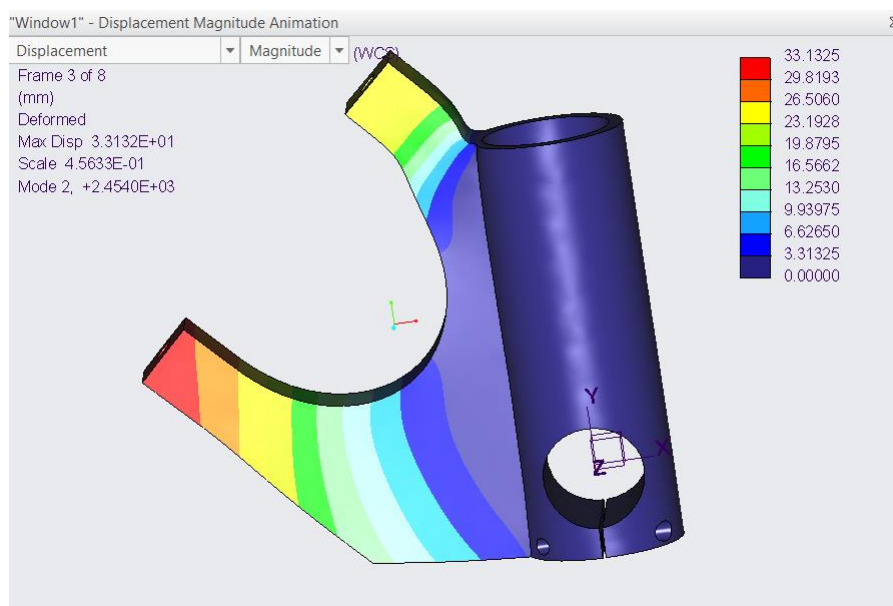 "Window1" - Displacement Magnitude Animation
Displacement Magnitude (WCS)
Frame 3 of 8
(mm)
Deformed
Max Disp 3.3132E+01
Scale 4.5633E-01
Mode 2, +2.4540E+03
33.1325
29.8193
26.5060
23.1928
19.8795
16.5662
13.2530
9.93975
6.62650
3.31325
0.00000
Y
X
Z